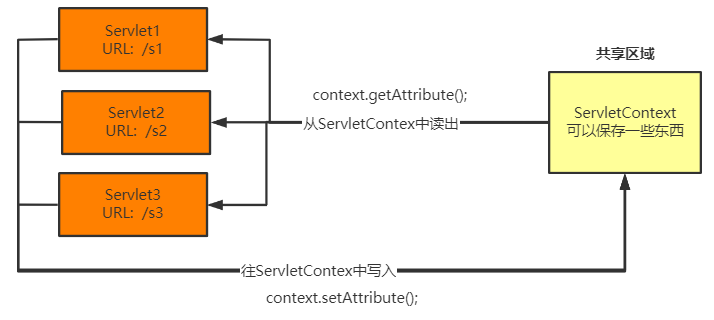 Servlet1
URL: /s1
Servlet2
URL: /s2
Servlet3
URL: /s3
context.getAttribute();
从ServletContex中读出
共享区域
ServletContext
可以保存一些东西
往ServletContex中写入
context.setAttribute();